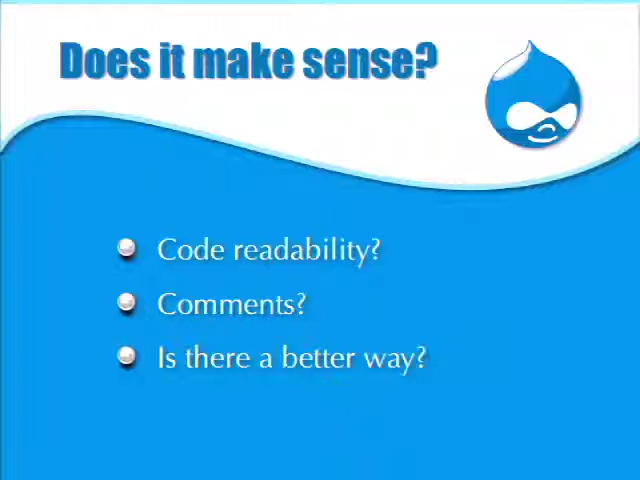 Does it make sense?
Code readability?
Comments?
Is there a better way?